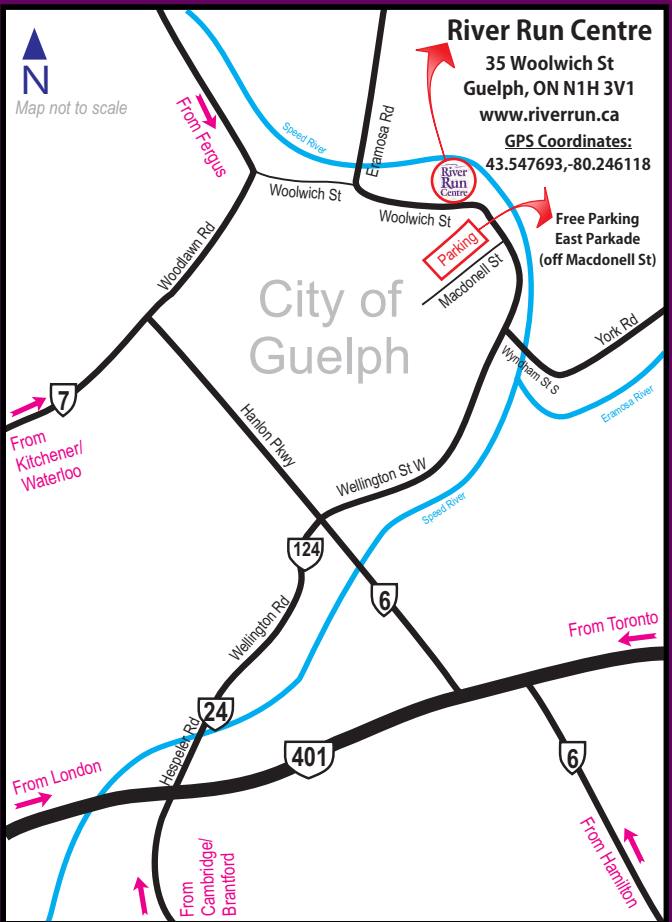 River Run Centre
35 Woolwich St
Guelph, ON N1H 3V1
www.riverrun.ca
GPS Coordinates:
43.547693,-80.246118
N
Map not to scale
From Fergus
Speed River
Eramosa Rd
River
Run
Centre
Woolwich St
Woolwich St
Free Parking
East Parkade
(off Macdonell St)
Parking
Macdonell St
Woodlawn Rd
City of
Guelph
York Rd
Wyndham St S
Eramosa River
7
From
Kitchener/
Waterloo
Hanlon Pkwy
Wellington St W
Speed River
124
6
Wellington Rd
From Toronto
24
Hespeler Rd
401
6
From London
From
Cambridge/
Brantford
From Hamillon